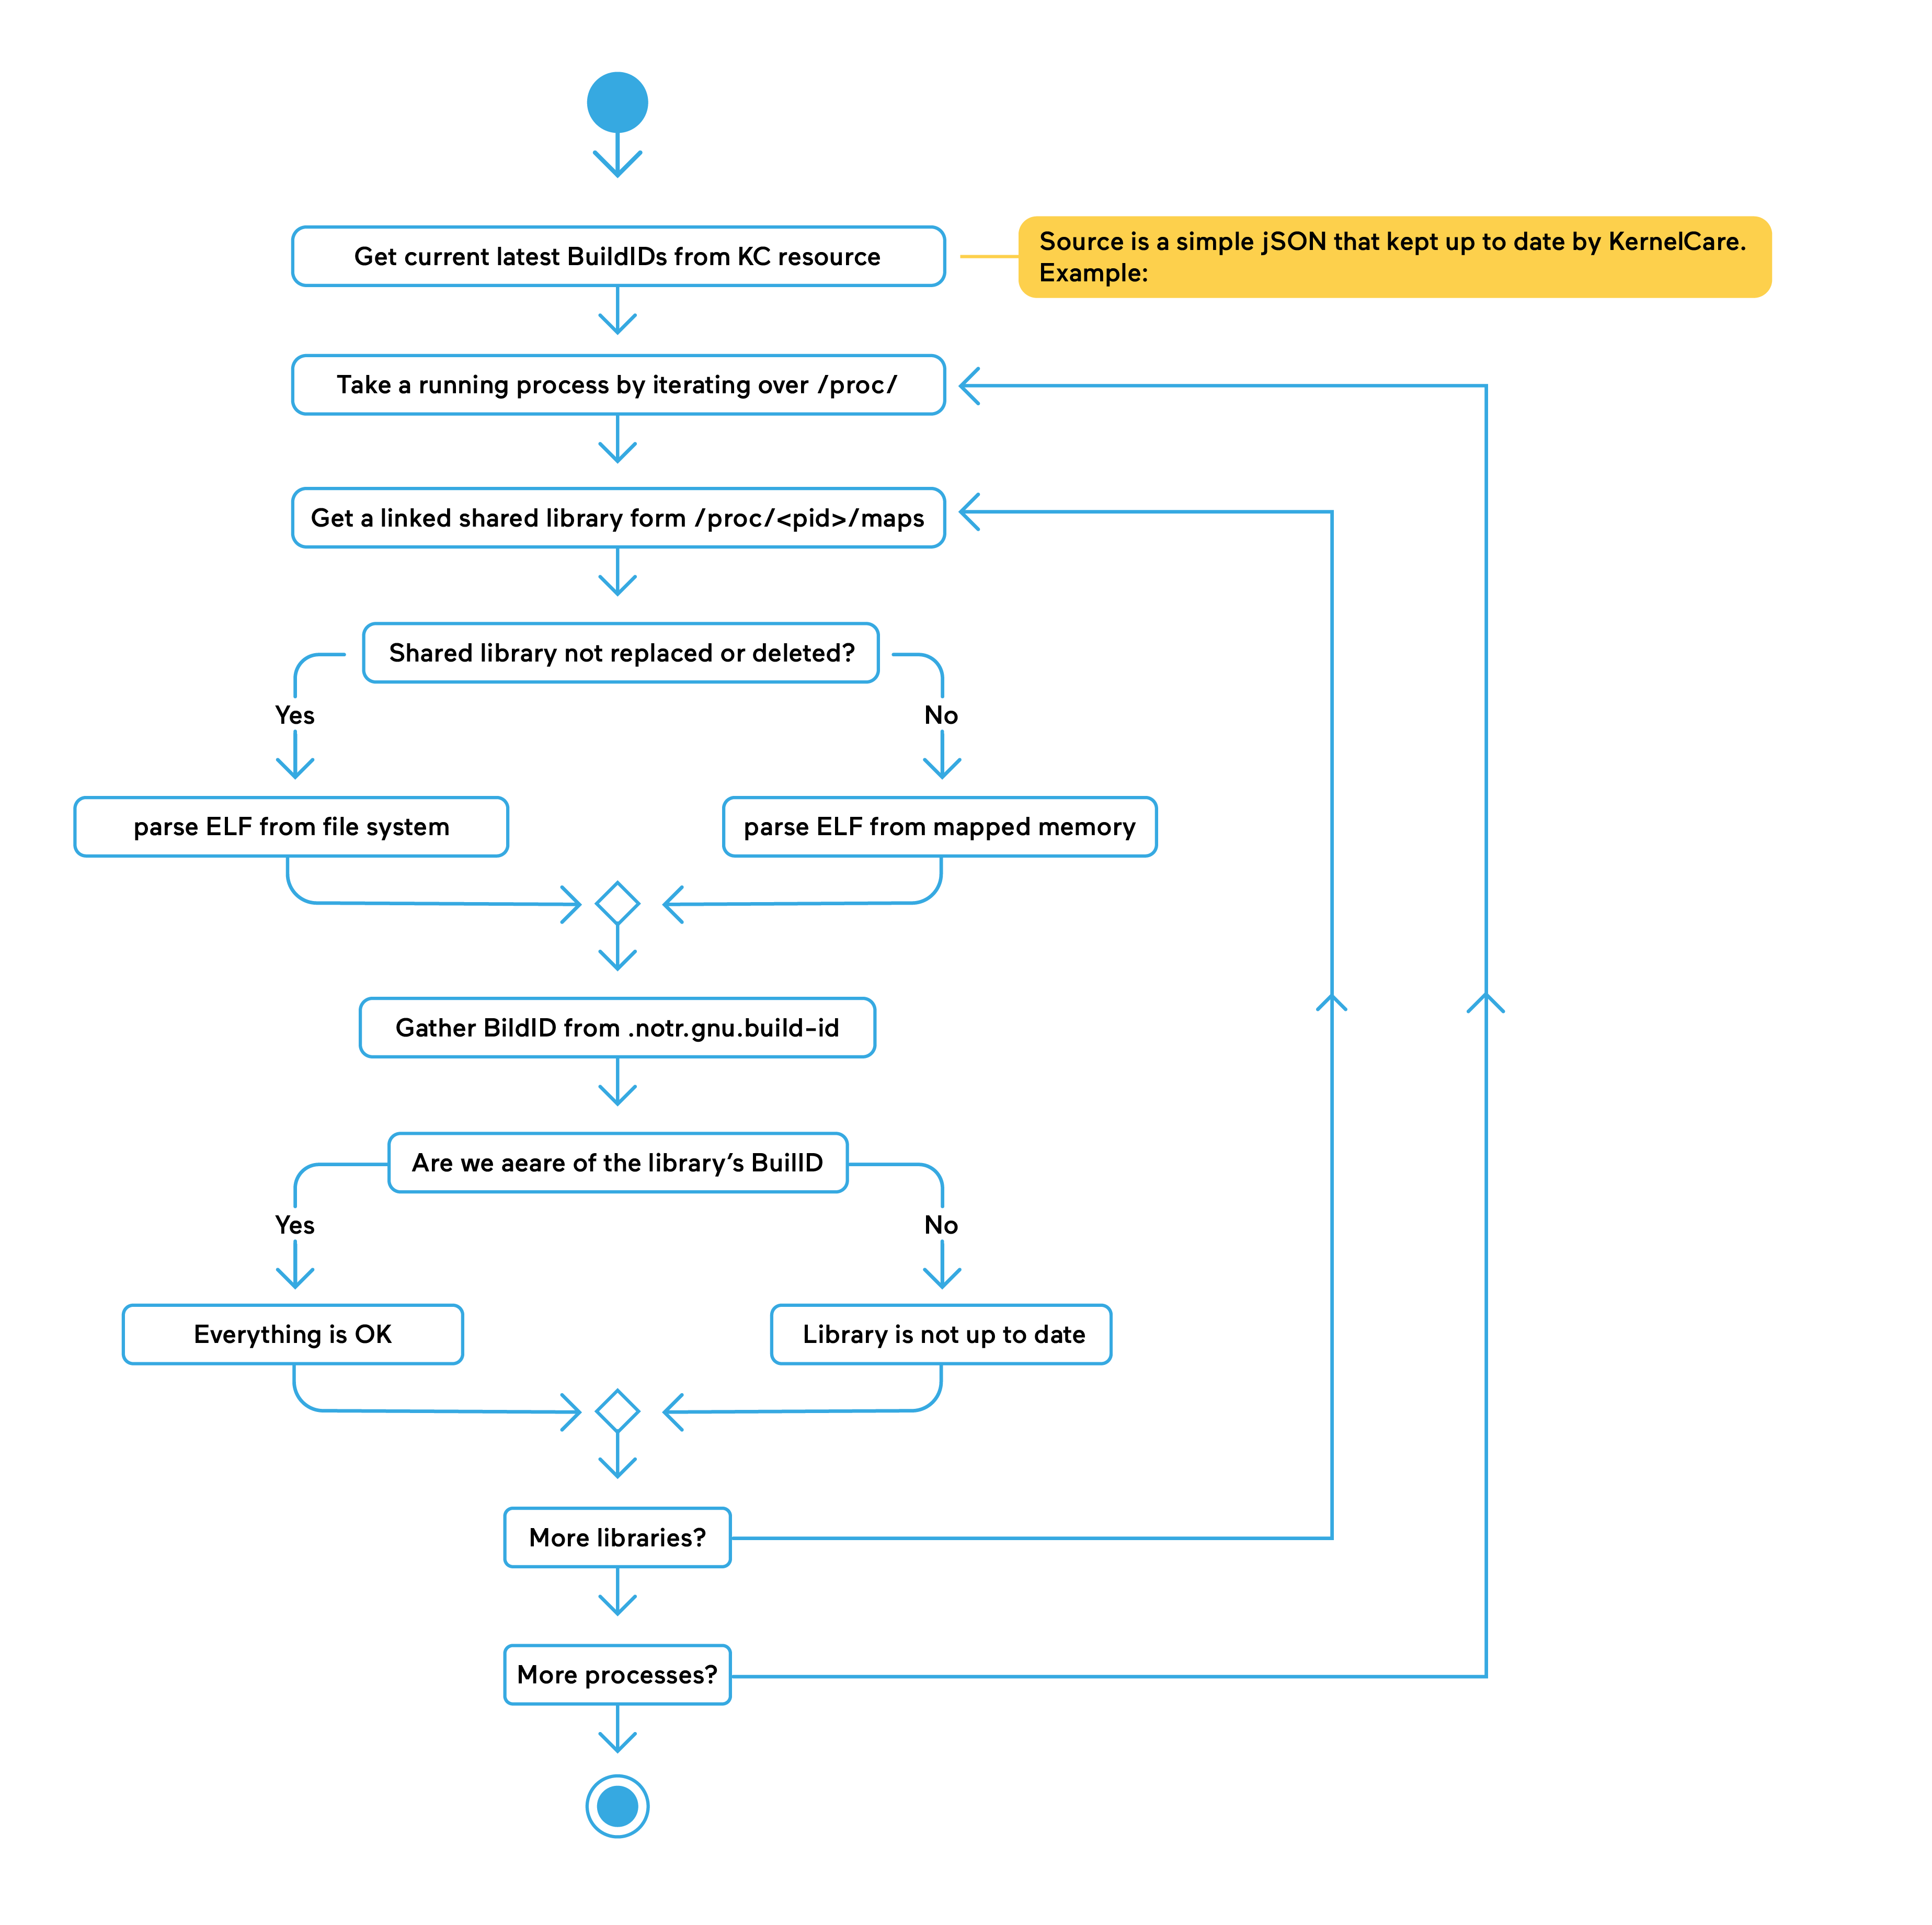 Get current latest BuildIDs from KC resource
Source is a simple jSON that kept up to date by KernelCare.
Example:
Take a running process by iterating over /proc/
Get a linked shared library form /proc/<pid>/maps
Shared library not replaced or deleted?
Yes
No
parse ELF from file system
parse ELF from mapped memory
Gather BildID from .notr.gnu.build-id
Are we aeare of the library’s BuilID
Yes
No
Everything is OK
Library is not up to date
More libraries?
More processes?